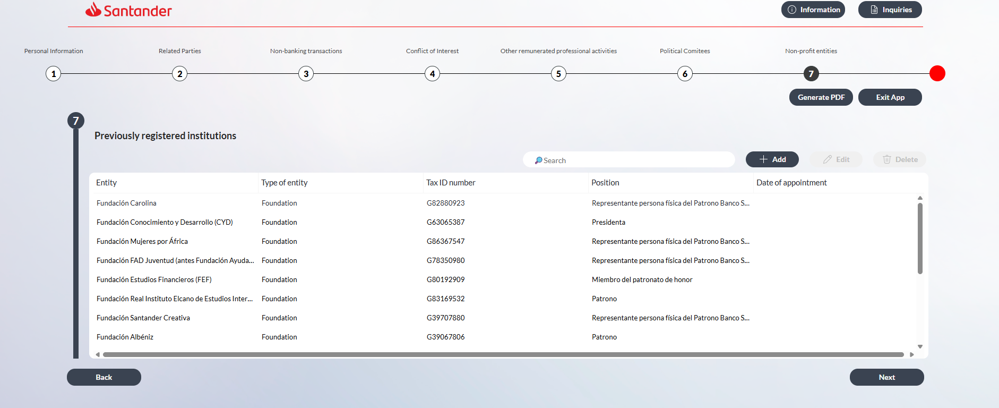 Santander
Information
Inquiries
Personal Information
Related Parties
Non-banking transactions
Conflict of Interest
Other remunerated professional activities
Political Comitees
Non-profit entities
1
2
3
4
5
6
7
Generate PDF
Exit App
7
Previously registered institutions
Search
Add
Edit
Delete
Entity Type of entity Tax ID number Position Date of appointment
Fundación Carolina Foundation G82880923 Representante persona física del Patrono Banco S...
Fundación Conocimiento y Desarrollo (CYD) Foundation G63065387 Presidenta
Fundación Mujeres por África Foundation G86367547 Representante persona física del Patrono Banco S...
Fundación FAD Juventud (antes Fundación Ayuda... Foundation G78350980 Representante persona física del Patrono Banco S...
Fundación Estudios Financieros (FEF) Foundation G80192909 Miembro del patronato de honor
Fundación Real Instituto Elcano de Estudios Inter... Foundation G83169532 Patrono
Fundación Santander Creativa Foundation G39707880 Representante persona física del Patrono Banco S...
Fundación Albéniz Foundation G39067806 Patrono
Back
Next